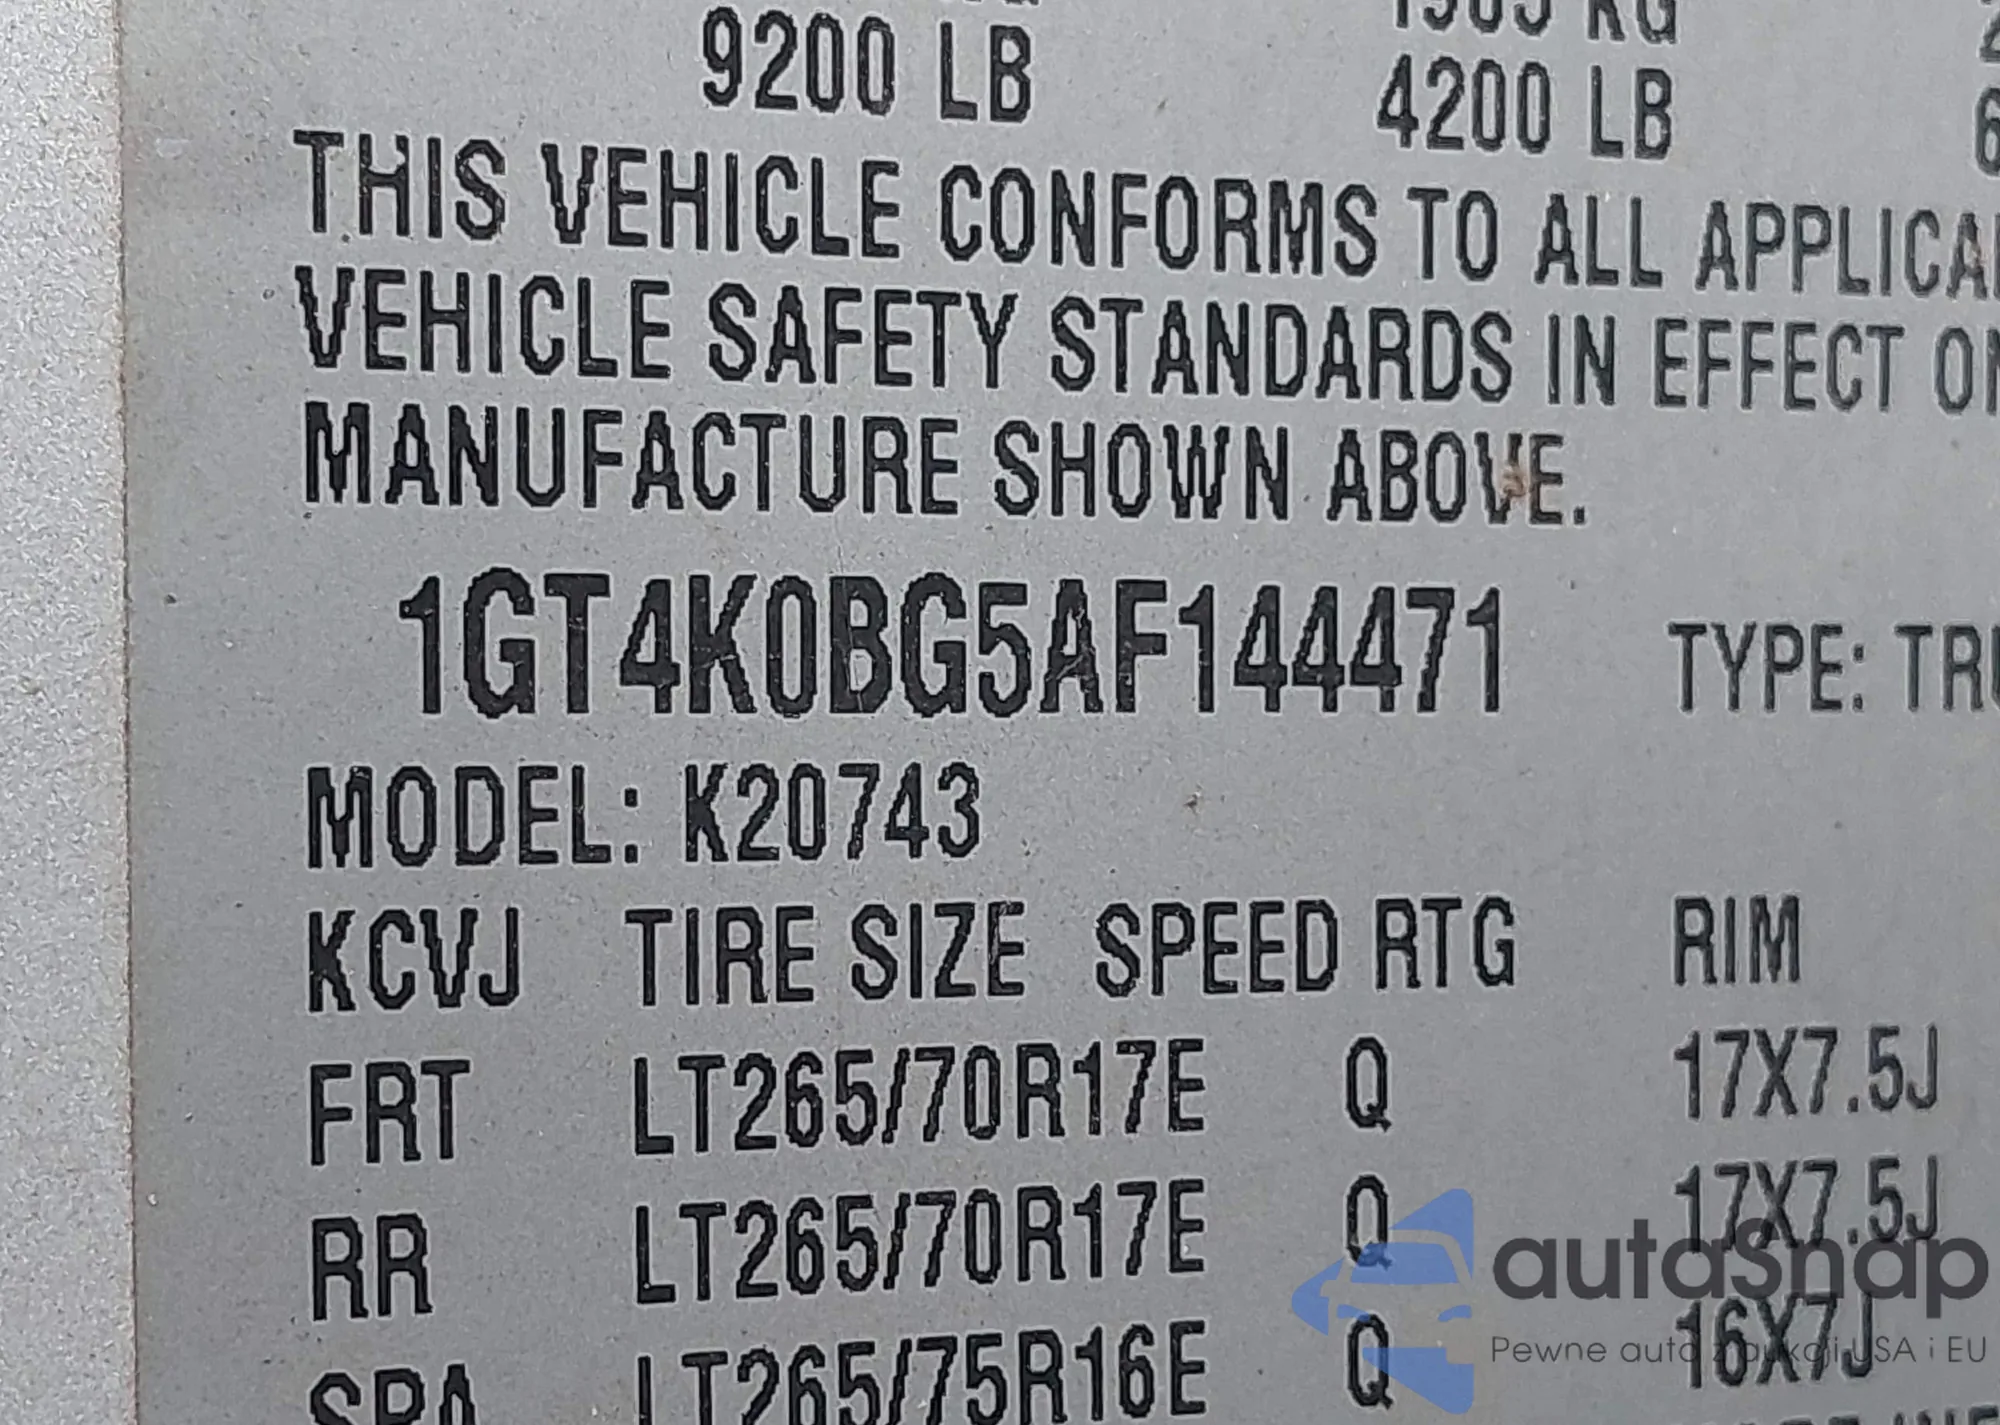 9200 LB 4200 LB
THIS VEHICLE CONFORMS TO ALL
VEHICLE SAFETY STANDARDS IN EFFECT
MANUFACTURE SHOWN ABOVE.
1GT4K0BG5AF144471 TYPE:
MODEL: K20743
KCVJ TIRE SIZE SPEED RTG RIM
FRT LT265/70R17E Q 17X7.5J
RR LT265/70R17E Q 17X7.5J
LT265/75R16E Q 16X7J
autaSnap
Pewne auta z aukcji USA i EU